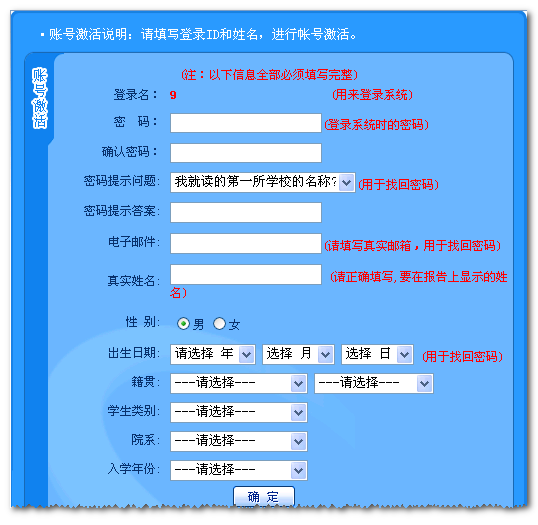 ·账号激活说明：请填写登录ID和姓名，进行帐号激活。
账号激活
(注：以下信息全部必须填写完整)
登录名： 9 (用来登录系统)
密 码： (登录系统时的密码)
确认密码：
密码提示问题: 我就读的第一所学校的名称? (用于找回密码)
密码提示答案:
电子邮件: (请填写真实邮箱，用于找回密码)
真实姓名: (请正确填写,要在报告上显示的姓
名)
性 别: 男 女
出生日期: 请选择 年 选择 月 选择 日 (用于找回密码)
籍贯: ---请选择--- ---请选择---
学生类别: ---请选择---
院系: ---请选择---
入学年份: ---请选择---
确 定